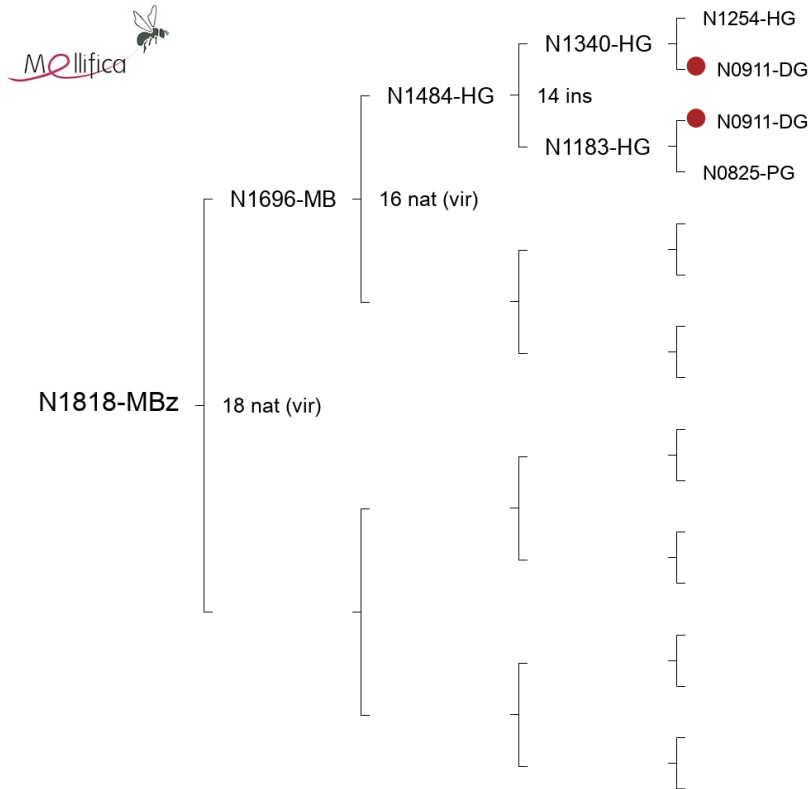 Mellifica
N1254-HG
N1340-HG
N0911-DG
N1484-HG
14 ins
N0911-DG
N1183-HG
N0825-PG
N1696-MB
16 nat (vir)
N1818-MBz
18 nat (vir)